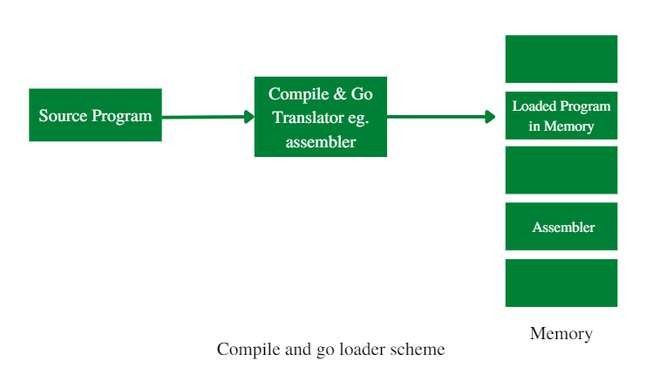 Source Program
Compile & Go
Translator eg.
assembler
Loaded Program
in Memory
Assembler
Memory
Compile and go loader scheme